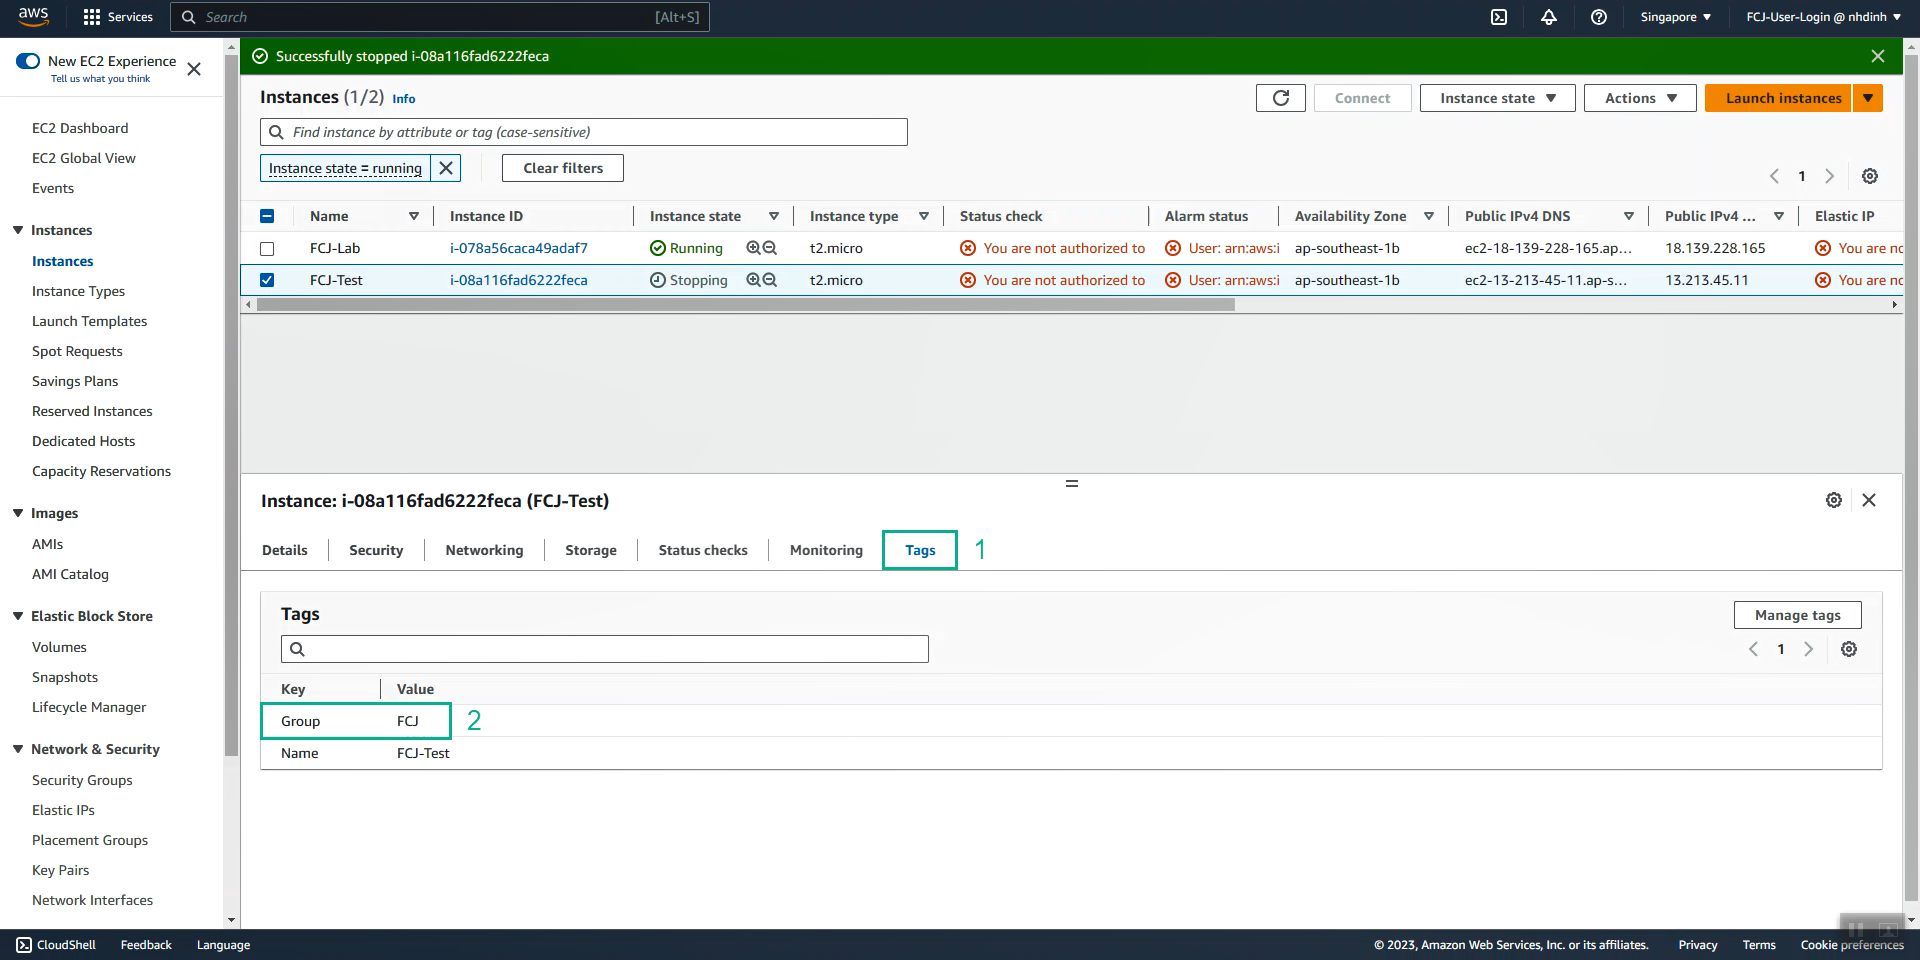 aws
Services
Search
[Alt+S]
Singapore
FCJ-User-Login @ nhdinh
New EC2 Experience
Tell us what you think
EC2 Dashboard
EC2 Global View
Events
Instances
Instances
Instance Types
Launch Templates
Spot Requests
Savings Plans
Reserved Instances
Dedicated Hosts
Capacity Reservations
Images
AMIs
AMI Catalog
Elastic Block Store
Volumes
Snapshots
Lifecycle Manager
Network & Security
Security Groups
Elastic IPs
Placement Groups
Key Pairs
Network Interfaces
Successfully stopped i-08a116fad6222feca
Instances (1/2) Info
Connect
Instance state
Actions
Launch instances
Find instance by attribute or tag (case-sensitive)
Instance state = running
Clear filters
1
Name Instance ID Instance state Instance type Status check Alarm status Availability Zone Public IPv4 DNS Public IPv4 ... Elastic IP
FCJ-Lab i-078a56caca49adaf7 Running t2.micro You are not authorized to User: arn:aws:i ap-southeast-1b ec2-18-139-228-165.ap... 18.139.228.165 You are no
FCJ-Test i-08a116fad6222feca Stopping t2.micro You are not authorized to User: arn:aws:i ap-southeast-1b ec2-13-213-45-11.ap-s... 13.213.45.11 You are no
Instance: i-08a116fad6222feca (FCJ-Test)
Details Security Networking Storage Status checks Monitoring Tags 1
Tags
Manage tags
1
Key Value
Group FCJ 2
Name FCJ-Test
CloudShell Feedback Language
© 2023, Amazon Web Services, Inc. or its affiliates. Privacy Terms Cookie preferences